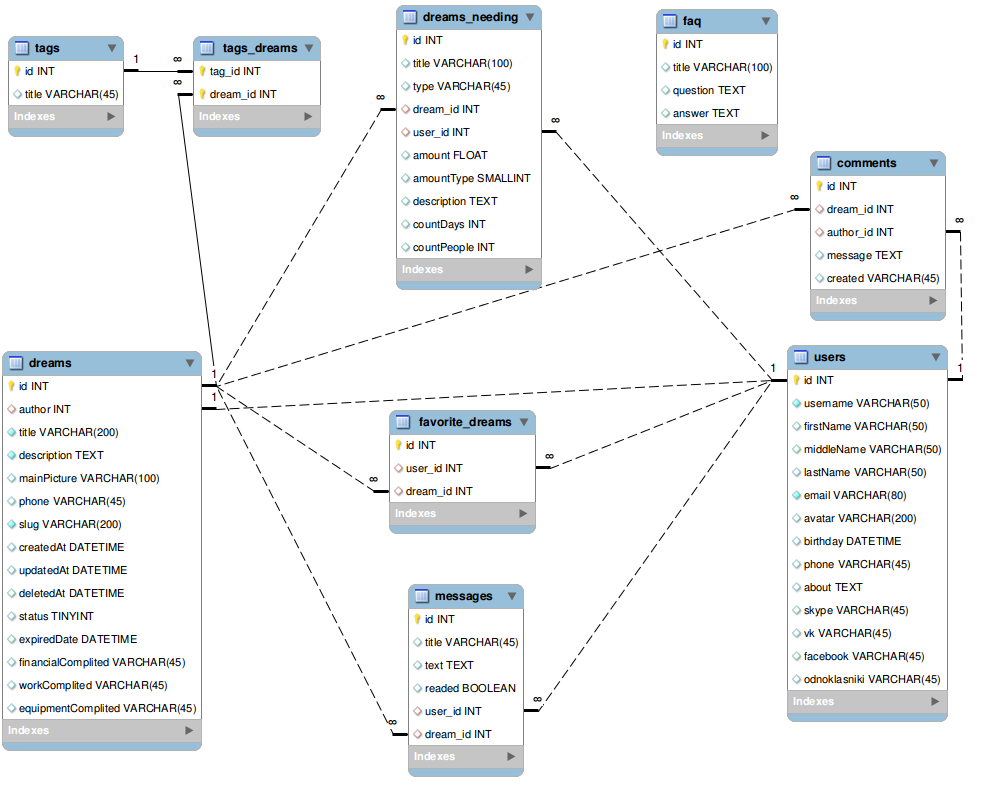 tags
id INT
title VARCHAR(45)
Indexes
1
∞
∞
tags_dreams
tag_id INT
dream_id INT
Indexes
dreams_needing
id INT
title VARCHAR(100)
type VARCHAR(45)
dream_id INT
user_id INT
amount FLOAT
amountType SMALLINT
description TEXT
countDays INT
countPeople INT
Indexes
∞
∞
faq
id INT
title VARCHAR(100)
question TEXT
answer TEXT
Indexes
comments
id INT
dream_id INT
author_id INT
message TEXT
created VARCHAR(45)
Indexes
∞
∞
dreams
id INT
author INT
title VARCHAR(200)
description TEXT
mainPicture VARCHAR(100)
phone VARCHAR(45)
slug VARCHAR(200)
createdAt DATETIME
updatedAt DATETIME
deletedAt DATETIME
status TINYINT
expiredDate DATETIME
financialComplited VARCHAR(45)
workComplited VARCHAR(45)
equipmentComplited VARCHAR(45)
Indexes
1
1
favorite_dreams
id INT
user_id INT
dream_id INT
Indexes
∞
∞
messages
id INT
title VARCHAR(45)
text TEXT
readed BOOLEAN
user_id INT
dream_id INT
Indexes
∞
∞
users
id INT
username VARCHAR(50)
firstName VARCHAR(50)
middleName VARCHAR(50)
lastName VARCHAR(50)
email VARCHAR(80)
avatar VARCHAR(200)
birthday DATETIME
phone VARCHAR(45)
about TEXT
skype VARCHAR(45)
vk VARCHAR(45)
facebook VARCHAR(45)
odnoklasniki VARCHAR(45)
Indexes
1
1